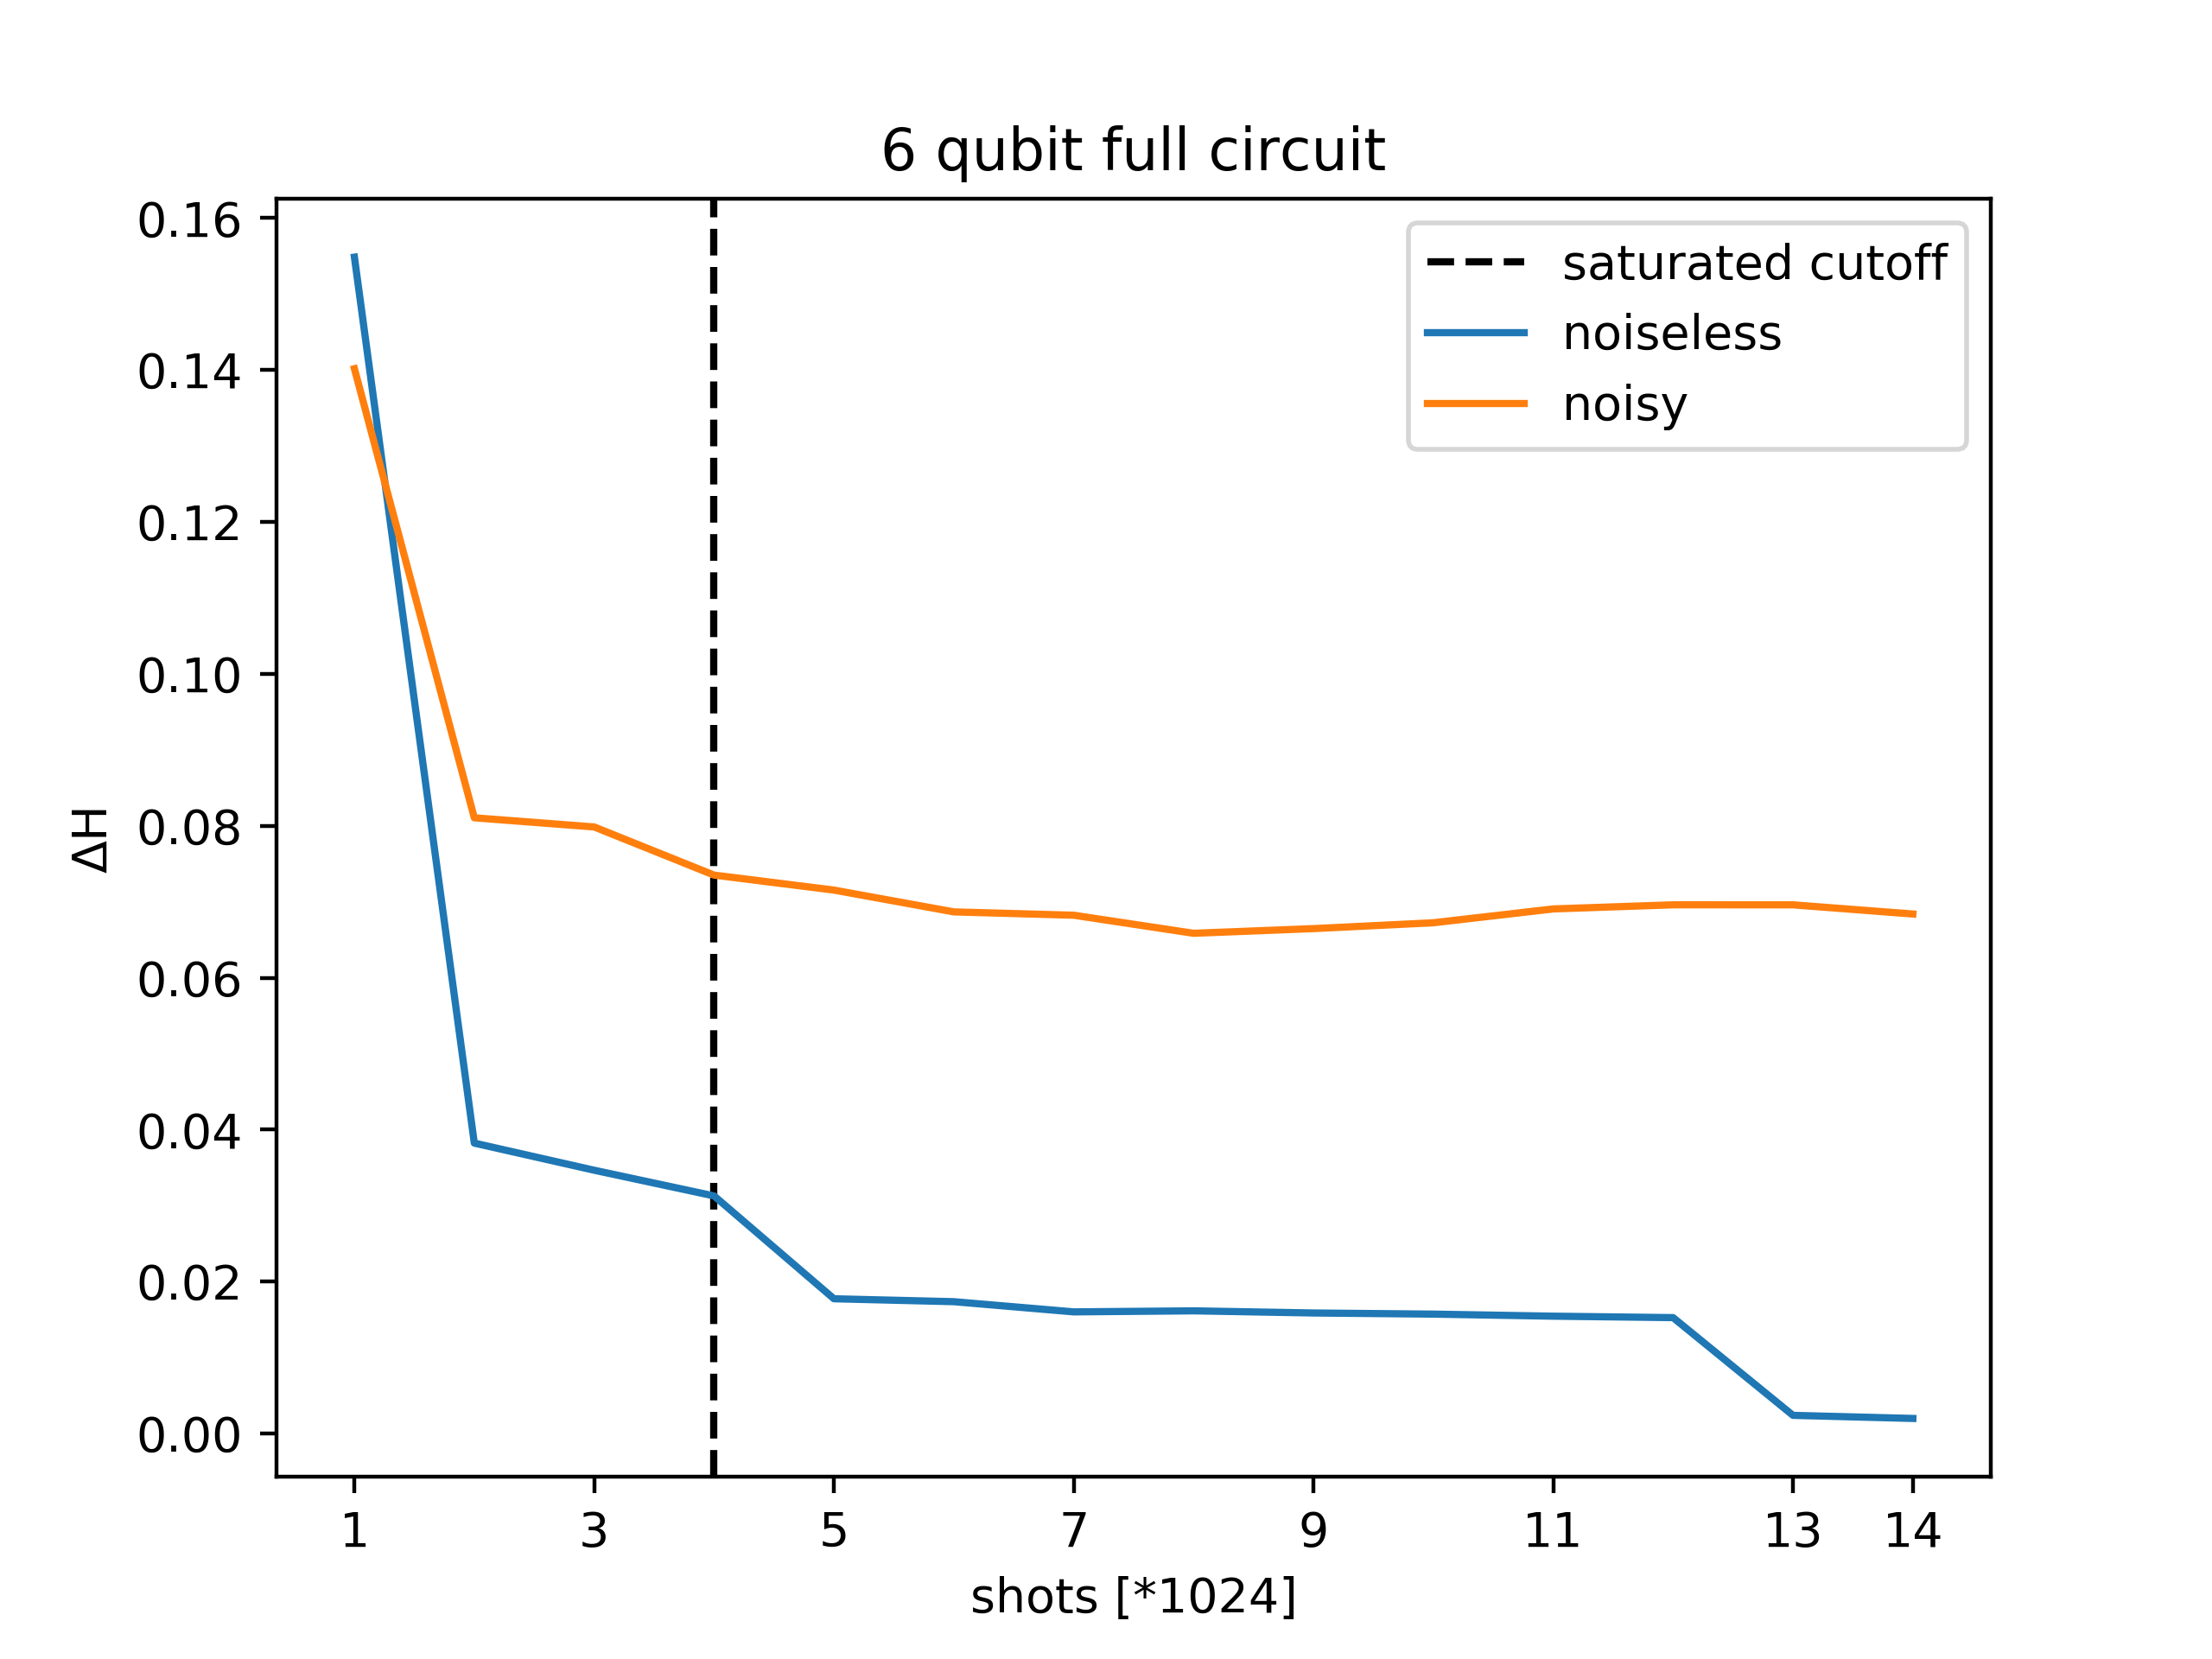 6 qubit full circuit
saturated cutoff
noiseless
noisy
0.16
0.14
0.12
0.10
0.08
0.06
0.04
0.02
0.00
ΔH
1 3 5 7 9 11 13 14
shots [*1024]